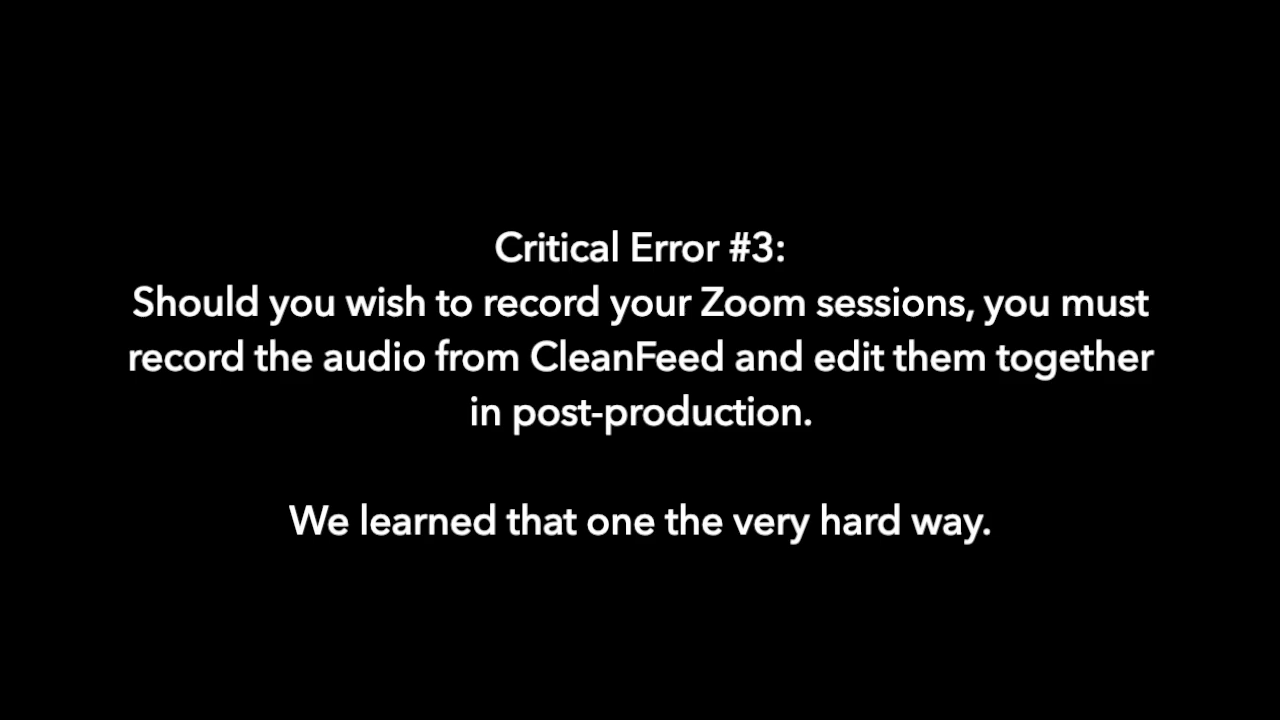 Critical Error #3:
Should you wish to record your Zoom sessions, you must
record the audio from CleanFeed and edit them together
in post-production.
We learned that one the very hard way.